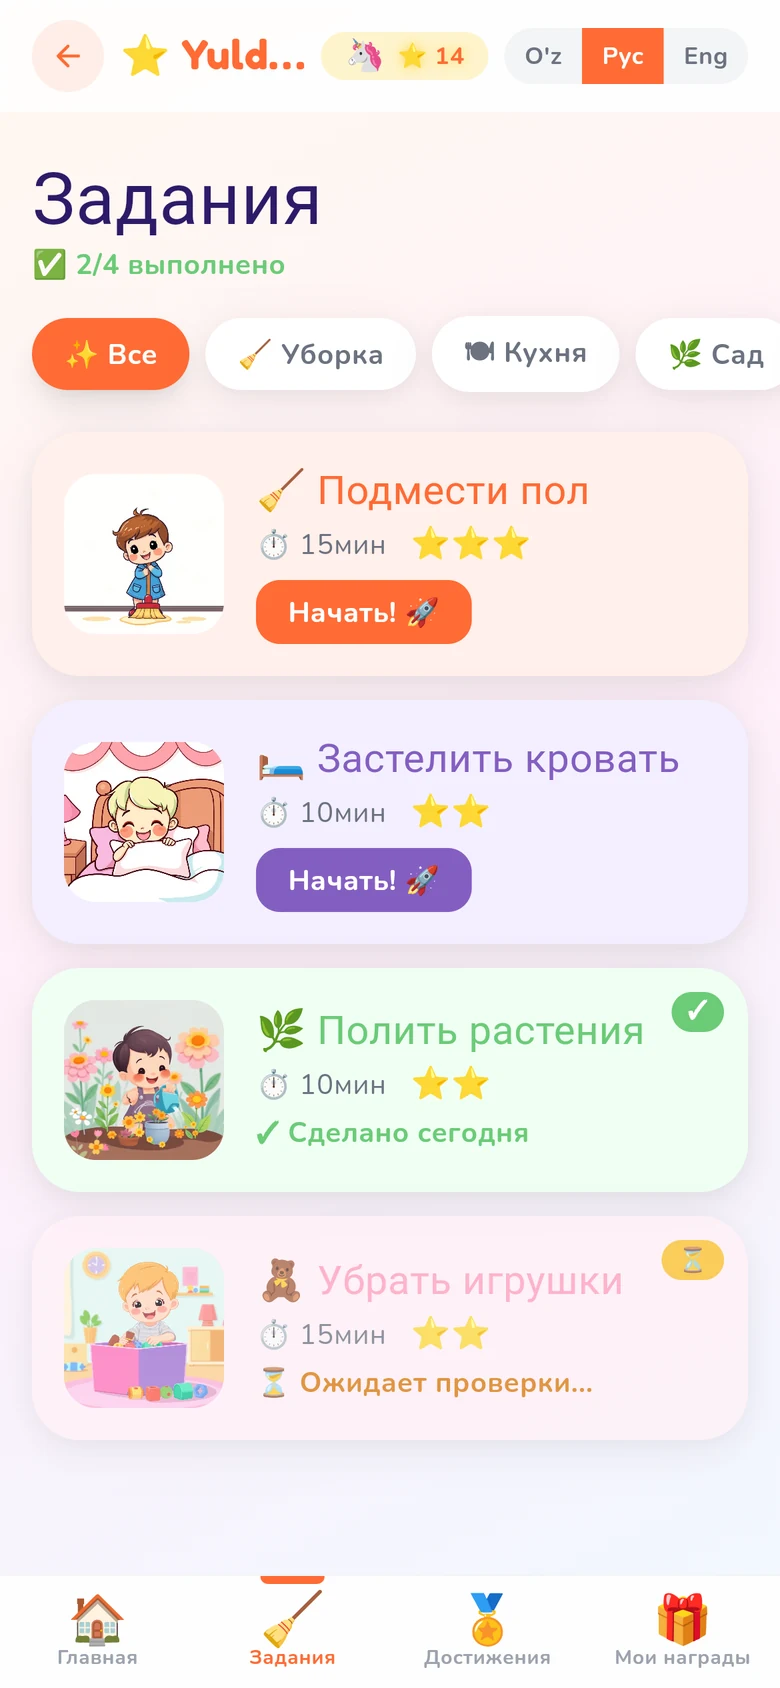 Yuld...
14
O'z
Рус
Eng
Задания
2/4 выполнено
Все
Уборка
Кухня
Сад
Подмести пол
15мин
Начать!
Застелить кровать
10мин
Начать!
Полить растения
10мин
✓ Сделано сегодня
Убрать игрушки
15мин
Ожидает проверки...
Главная
Задания
Достижения
Мои награды